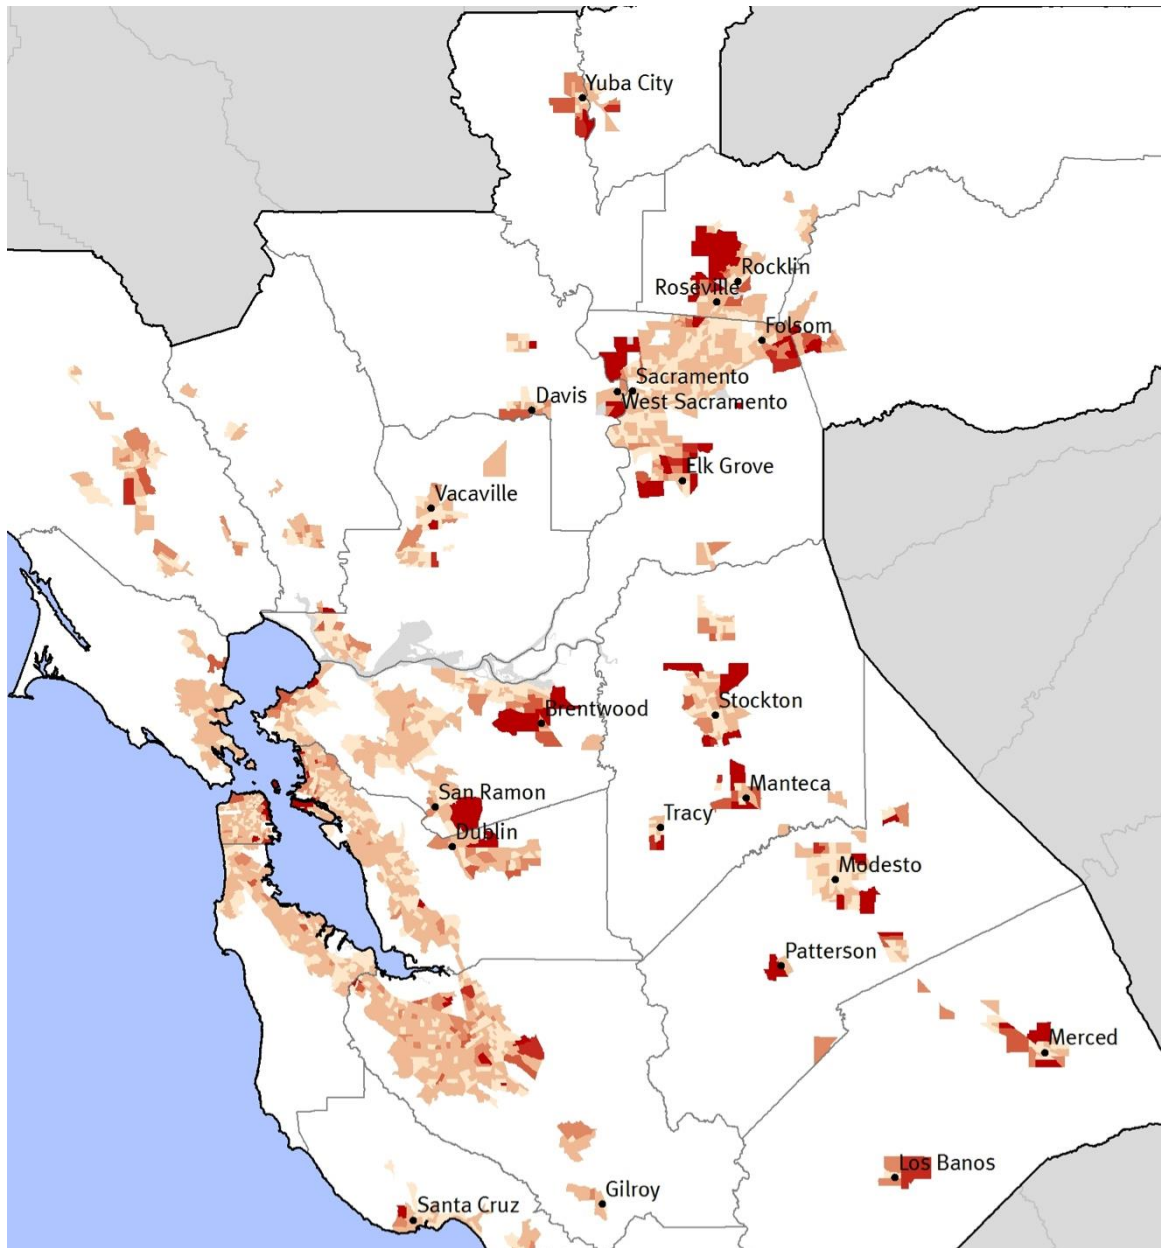 Yuba City
Rocklin
Roseville
Folsom
Sacramento
Davis
West Sacramento
Elk Grove
Vacaville
Brentwood
Stockton
San Ramon
Manteca
Tracy
Dublin
Modesto
Patterson
Merced
Los Banos
Gilroy
Santa Cruz